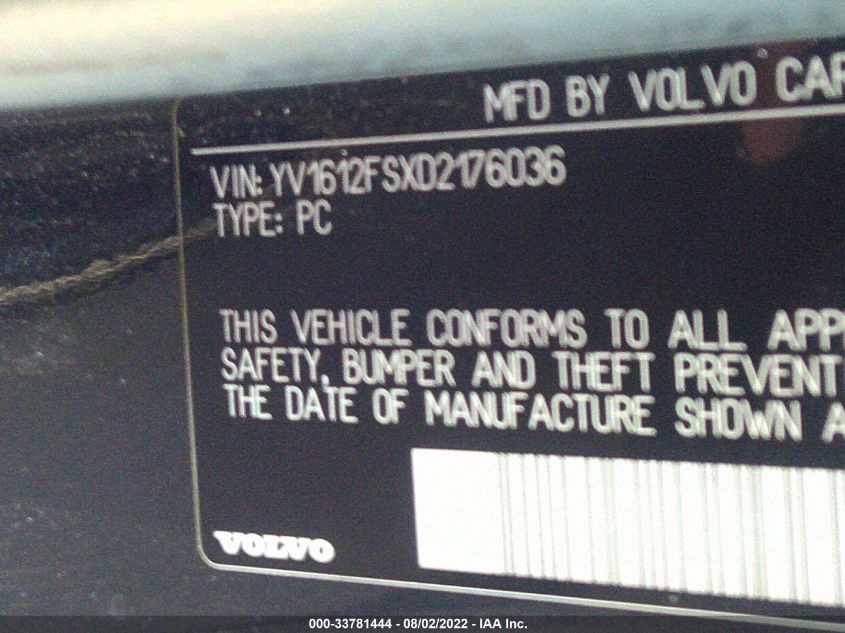 MFD BY VOLVO CAR
VIN: YV1612FSXD2176036
TYPE: PC
THIS VEHICLE CONFORMS TO ALL APPL
SAFETY, BUMPER AND THEFT PREVENT
THE DATE OF MANUFACTURE SHOWN A
VOLVO
000-33781444 - 08/02/2022 - IAA Inc.